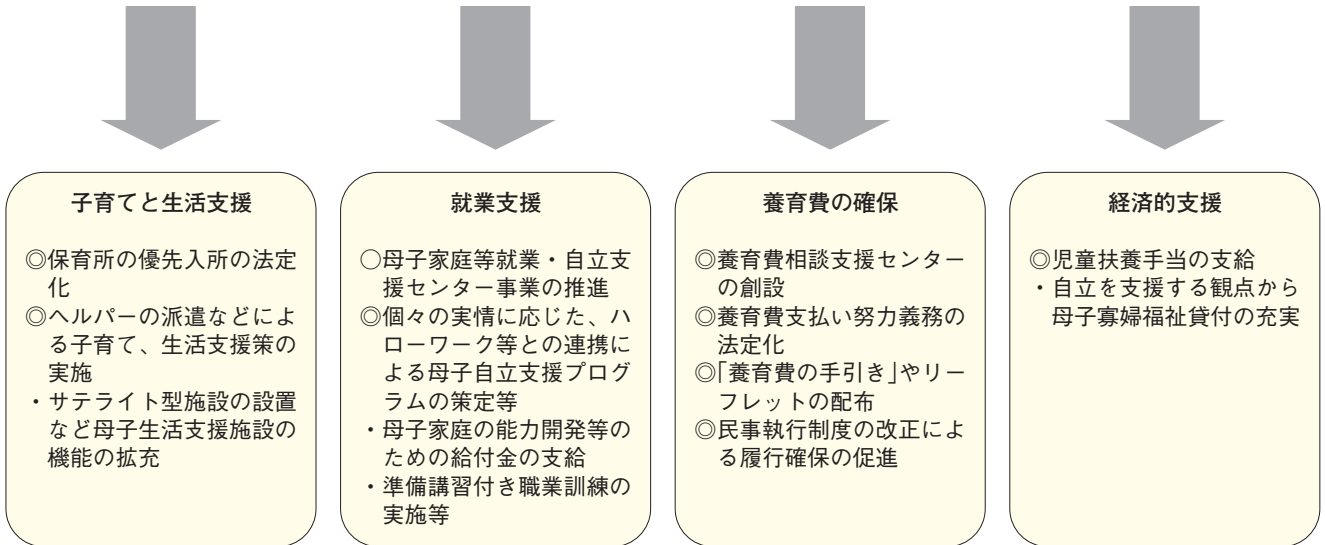 子育てと生活支援
◎保育所の優先入所の法定
化
◎ヘルパーの派遣などによ
る子育て、生活支援策の
実施
・サテライト型施設の設置
など母子生活支援施設の
機能の拡充
就業支援
○母子家庭等就業・自立支
援センター事業の推進
◎個々の実情に応じた、ハ
ローワーク等との連携に
よる母子自立支援プログ
ラムの策定等
・母子家庭の能力開発等の
ための給付金の支給
・準備講習付き職業訓練の
実施等
養育費の確保
◎養育費相談支援センター
の創設
◎養育費支払い努力義務の
法定化
◎「養育費の手引き」やリー
フレットの配布
◎民事執行制度の改正によ
る履行確保の促進
経済的支援
◎児童扶養手当の支給
・自立を支援する観点から
母子寡婦福祉貸付の充実